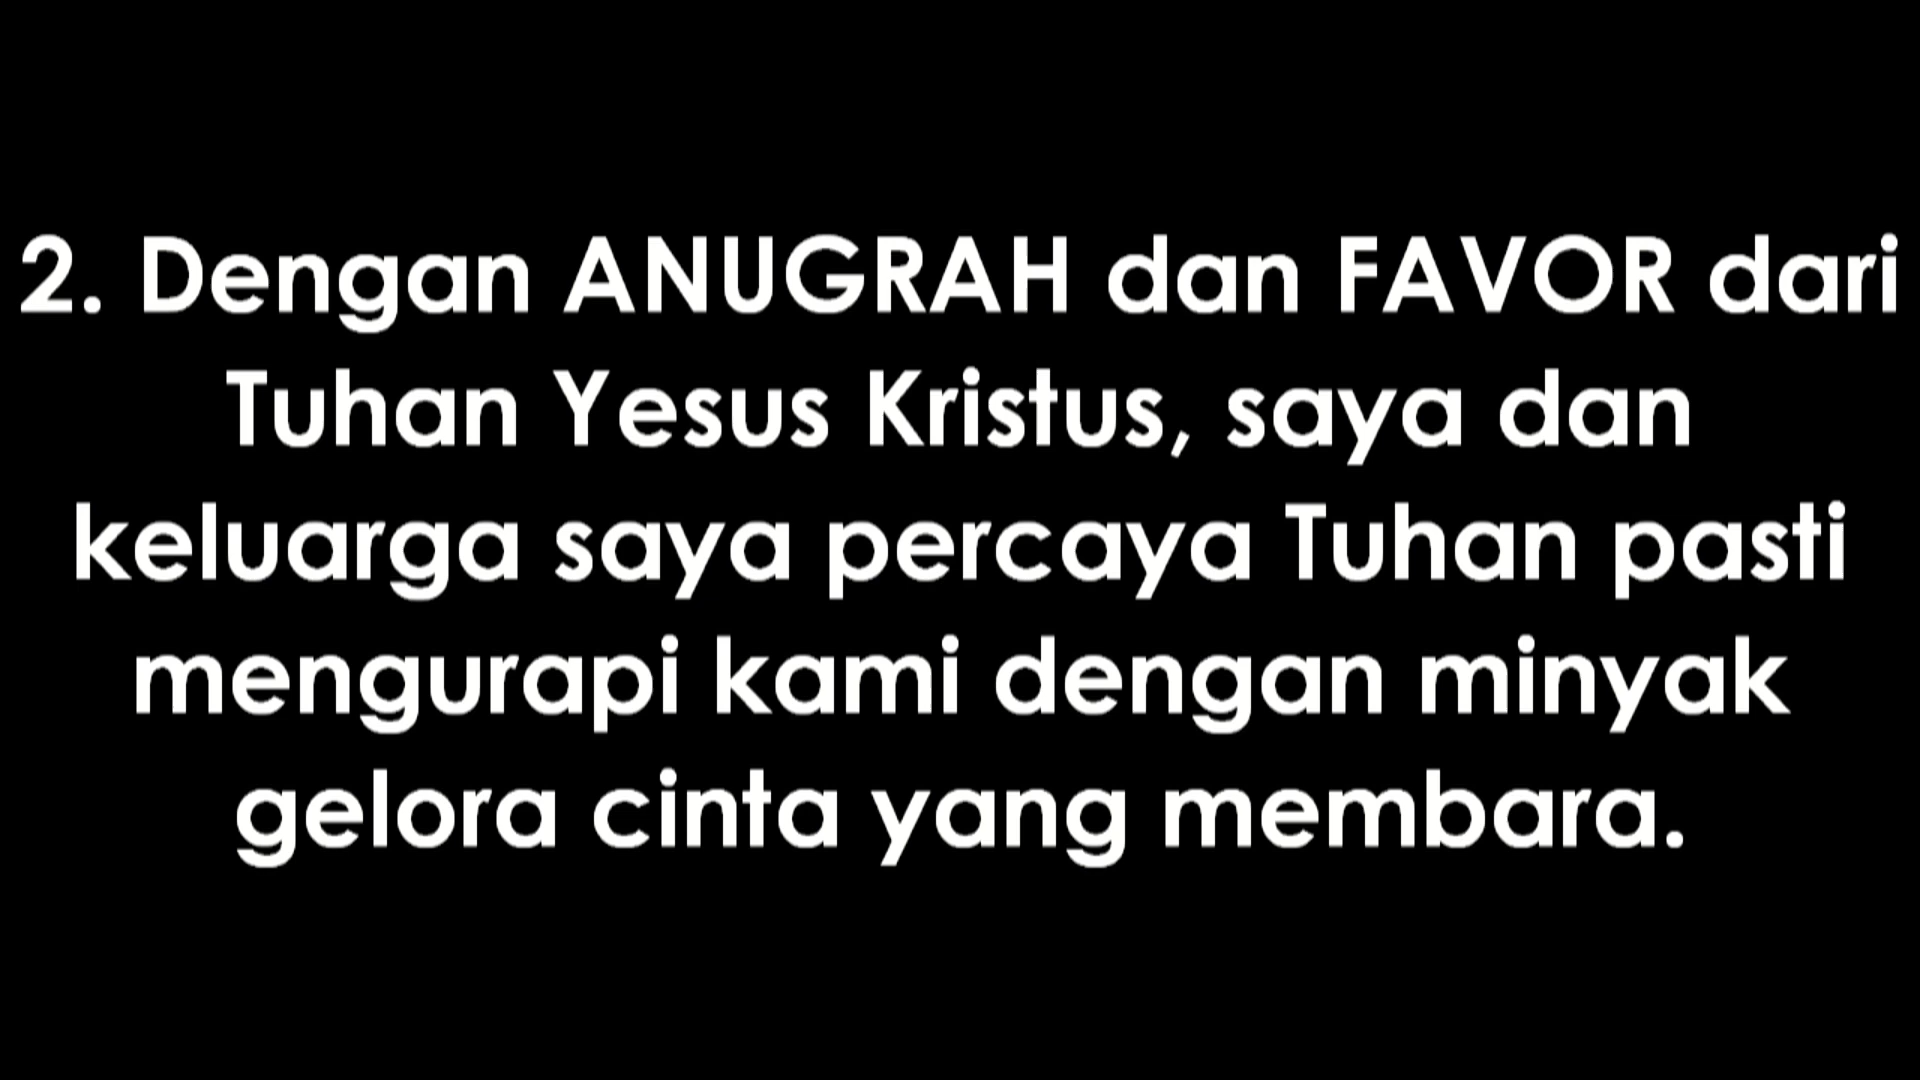 2. Dengan ANUGRAH dan FAVOR dari
Tuhan Yesus Kristus, saya dan
keluarga saya percaya Tuhan pasti
mengurapi kami dengan minyak
gelora cinta yang membara.